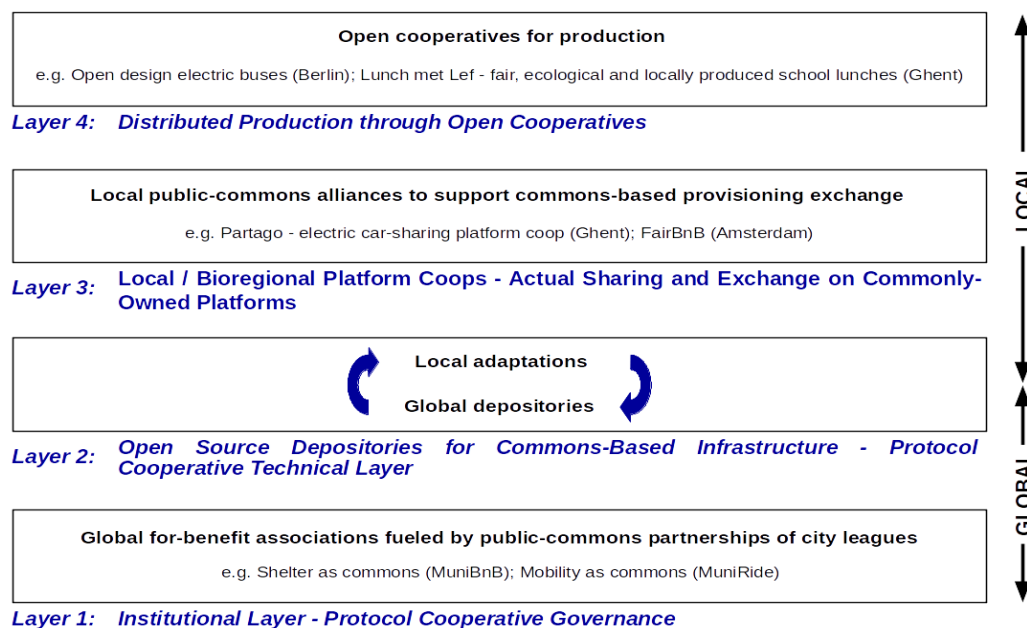 Open cooperatives for production
e.g. Open design electric buses (Berlin); Lunch met Lef - fair, ecological and locally produced school lunches (Ghent)
Layer 4: Distributed Production through Open Cooperatives
Local public-commons alliances to support commons-based provisioning exchange
e.g. Partago - electric car-sharing platform coop (Ghent); FairBnB (Amsterdam)
Layer 3: Local / Bioregional Platform Coops - Actual Sharing and Exchange on Commonly-
Owned Platforms
Local adaptations
Global depositories
Layer 2: Open Source Depositories for Commons-Based Infrastructure - Protocol
Cooperative Technical Layer
Global for-benefit associations fueled by public-commons partnerships of city leagues
e.g. Shelter as commons (MuniBnB); Mobility as commons (MuniRide)
Layer 1: Institutional Layer - Protocol Cooperative Governance
LOCAL
GLOBAL